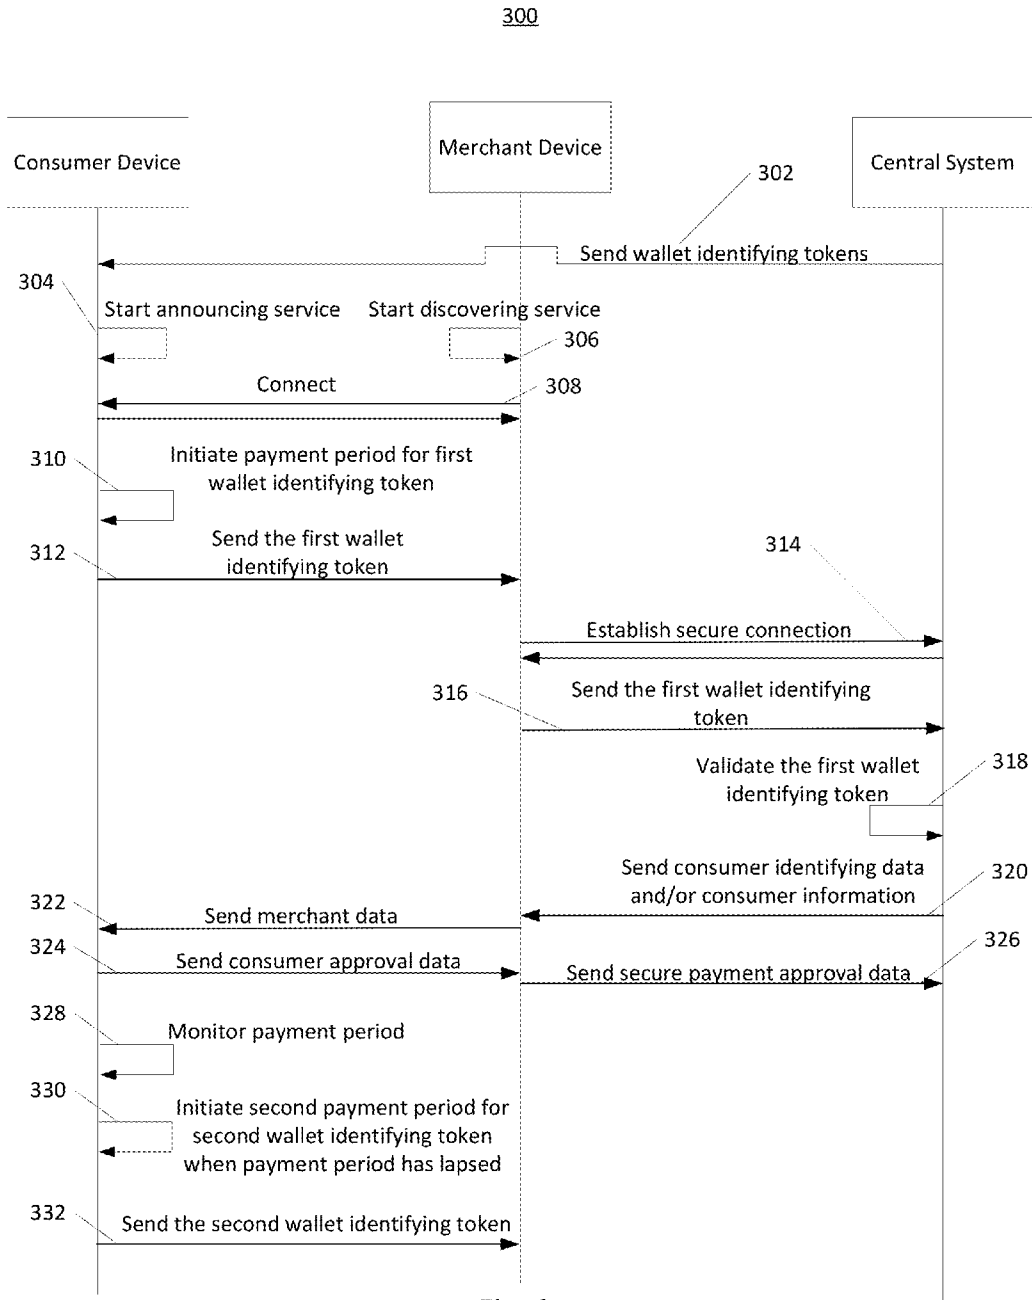 300
Consumer Device
Merchant Device
Central System
302
Send wallet identifying tokens
304
Start announcing service
Start discovering service
306
Connect
308
310
Initiate payment period for first
wallet identifying token
312
Send the first wallet
identifying token
314
Establish secure connection
316
Send the first wallet identifying
token
Validate the first wallet
identifying token
318
Send consumer identifying data
and/or consumer information
320
322
Send merchant data
324
Send consumer approval data
326
Send secure payment approval data
328
Monitor payment period
330
Initiate second payment period for
second wallet identifying token
when payment period has lapsed
332
Send the second wallet identifying token